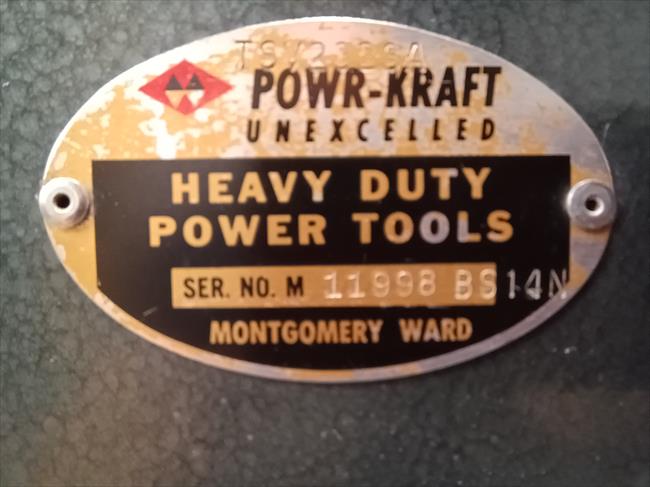 POWR-KRAFT
UNEXCELLED
HEAVY DUTY
POWER TOOLS
SER. NO. M 11998 BS14N
MONTGOMERY WARD